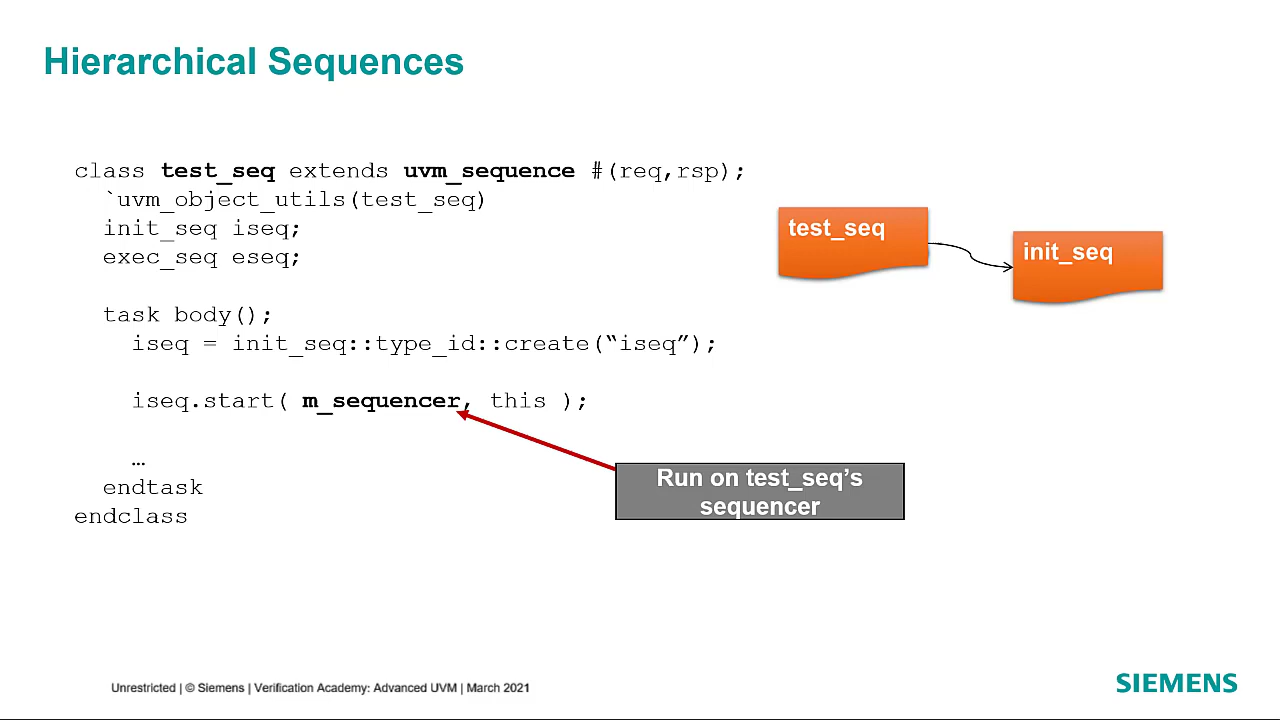 Hierarchical Sequences
class test_seq extends uvm_sequence #(req,rsp);
`uvm_object_utils(test_seq)
init_seq iseq;
exec_seq eseq;
task body();
iseq = init_seq::type_id::create(“iseq”);
iseq.start( m_sequencer, this );
…
endtask
endclass
test_seq
init_seq
Run on test_seq’s
sequencer
Unrestricted | © Siemens | Verification Academy: Advanced UVM | March 2021
SIEMENS